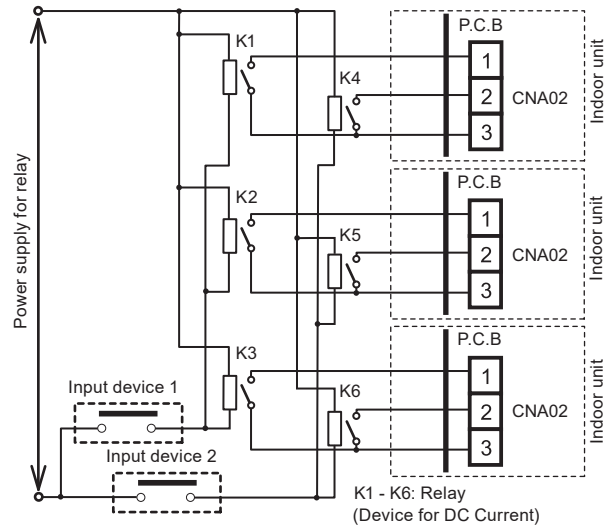 P.C.B
K1
1
K4
2
CNA02
3
Indoor unit
P.C.B
K2
1
K5
2
CNA02
3
Indoor unit
Power supply for relay
P.C.B
K3
1
K6
2
CNA02
3
Indoor unit
Input device 1
Input device 2
K1 - K6: Relay
(Device for DC Current)